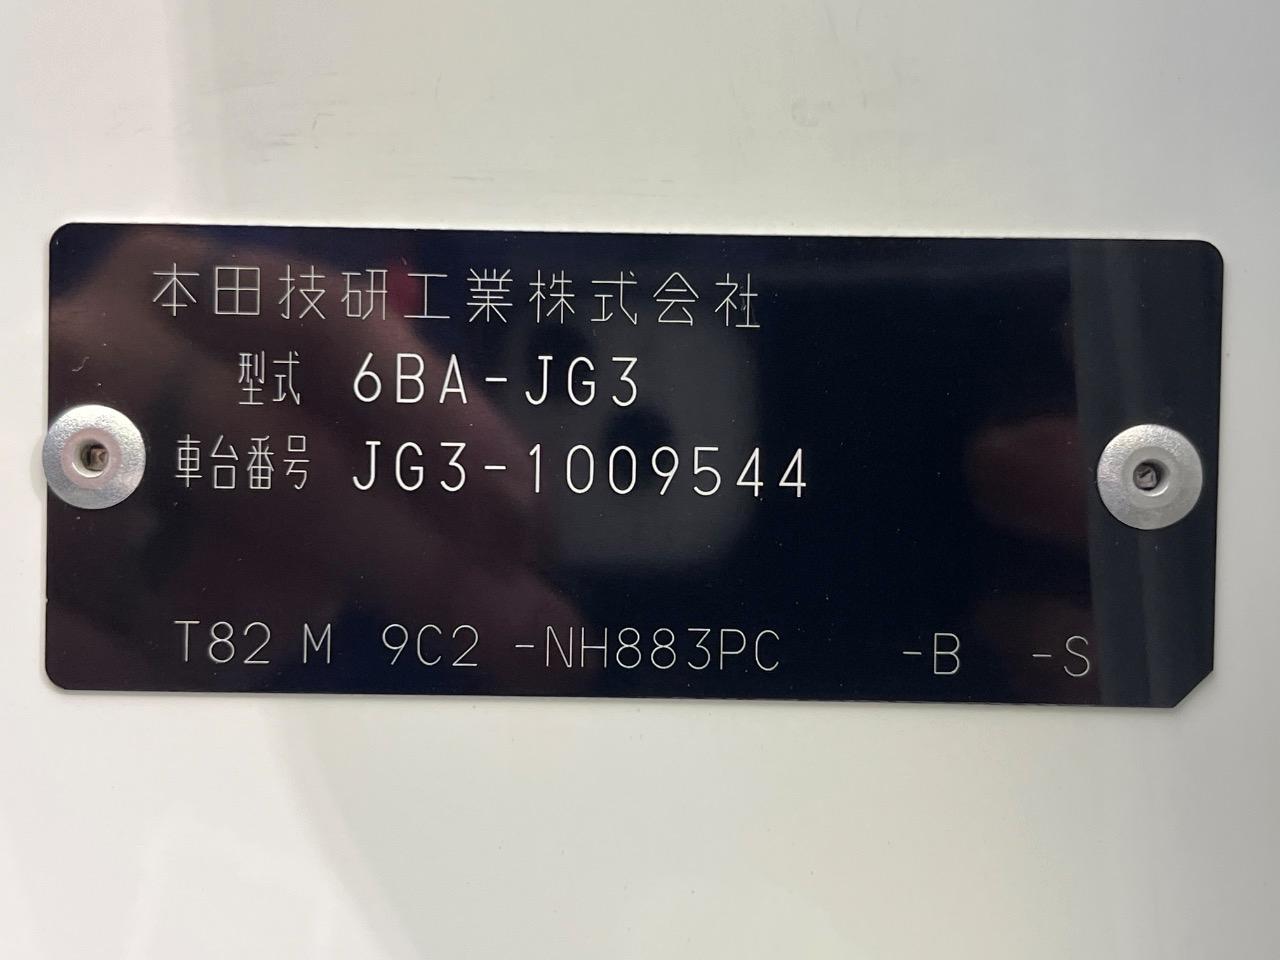 本田技研工業株式会社
型式 6BA-JG3
車台番号 JG3-1009544
T82 M 9C2 -NH883PC -B -S